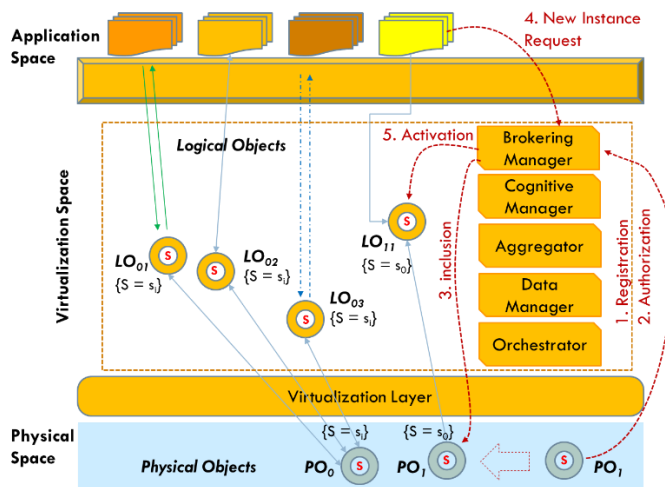 Application
Space
4. New Instance
Request
Logical Objects
5. Activation
Brokering
Manager
Cognitive
Manager
Aggregator
Data
Manager
Orchestrator
Virtualization Space
S
LO01
{S = si}
S
LO02
{S = si}
S
LO03
{S = si}
S
LO11
{S = s0}
3. inclusion
1. Registration
2. Authorization
Virtualization Layer
Physical
Space
{S = si}
{S = s0}
Physical Objects
PO0
S
PO1
S
S
PO1